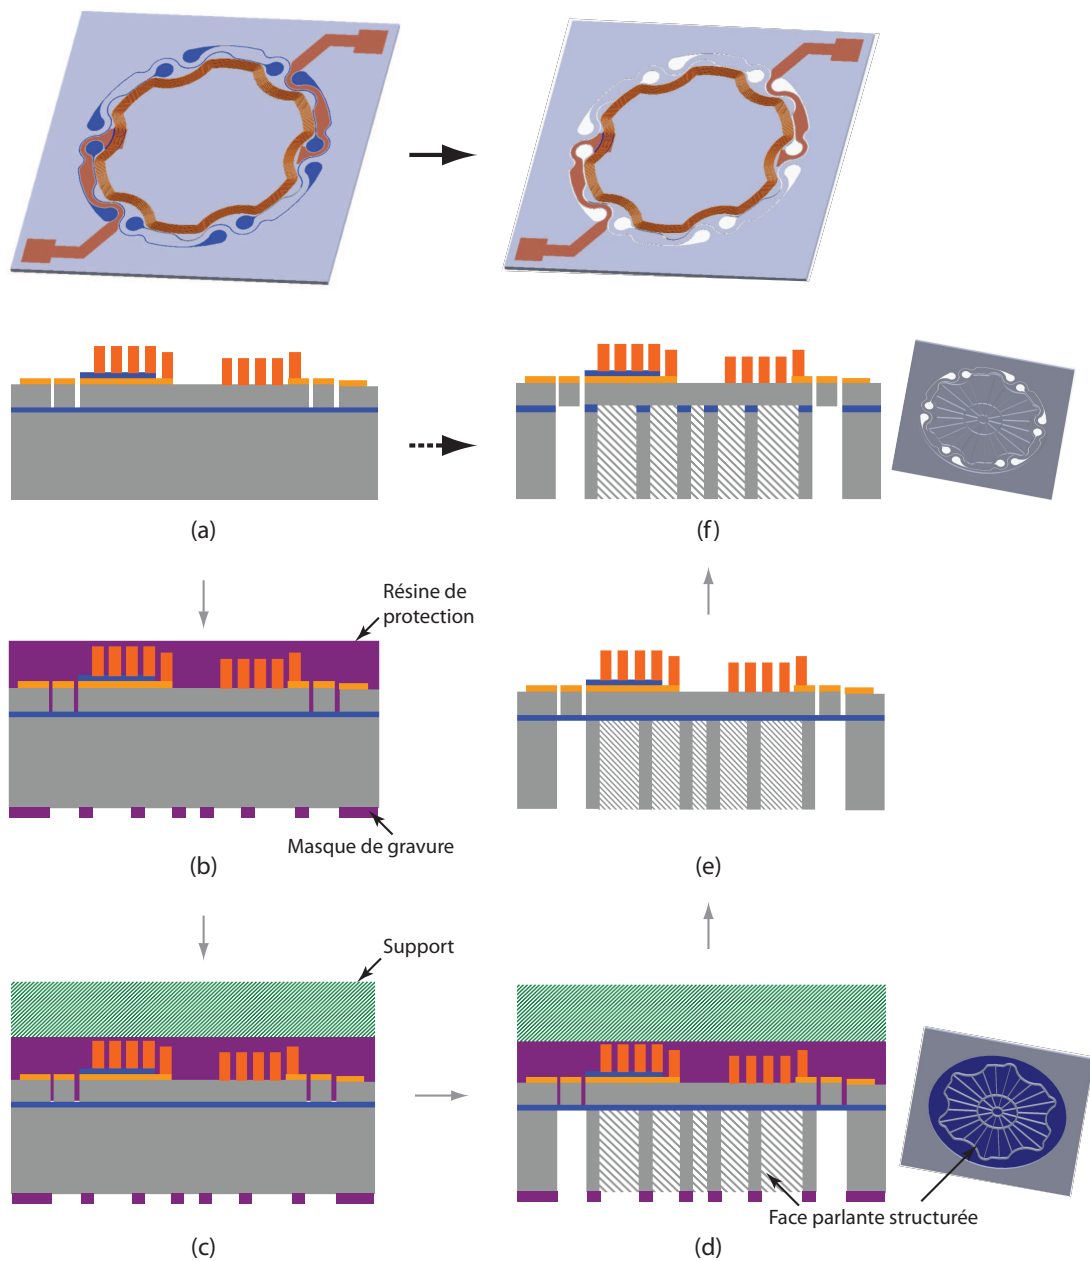 (a)
(f)
Résine de
protection
Masque de gravure
(b)
(e)
Support
Face parlante structurée
(c)
(d)